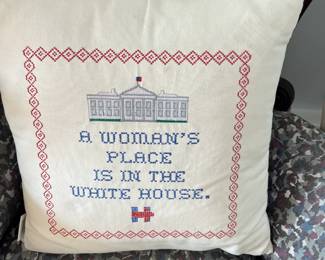 A WOMAN'S
PLACE
IS IN THE
WHITE HOUSE.
H